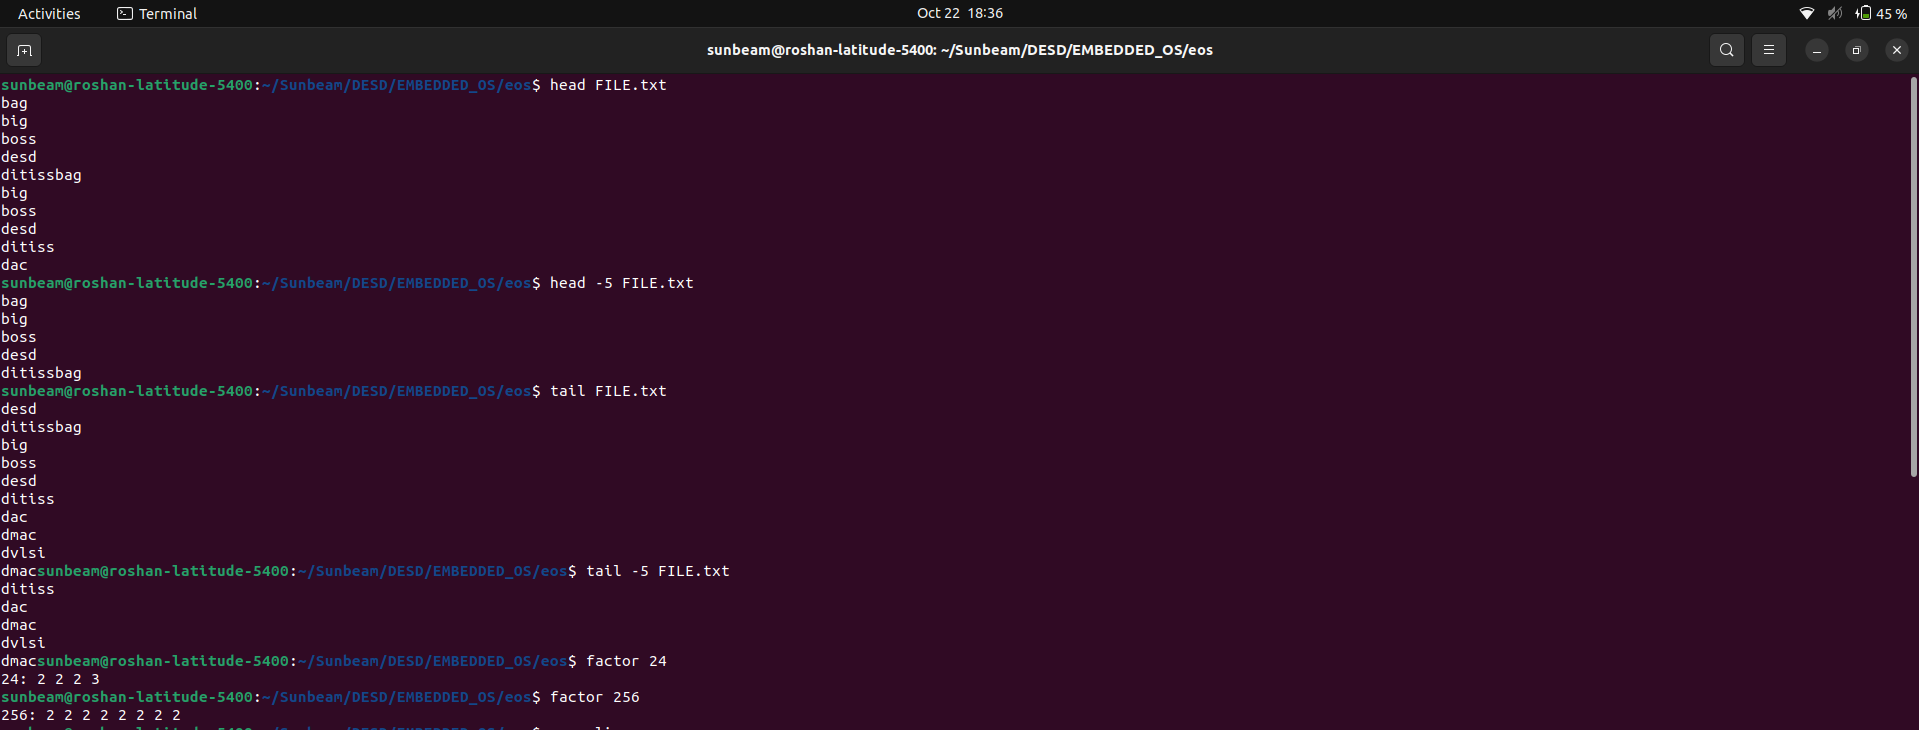 Activities Terminal Oct 22 18:36 45 %
sunbeam@roshan-latitude-5400: ~/Sunbeam/DESD/EMBEDDED_OS/eos
sunbeam@roshan-latitude-5400:~/Sunbeam/DESD/EMBEDDED_OS/eos$ head FILE.txt
bag
big
boss
desd
ditissbag
big
boss
desd
ditiss
dac
sunbeam@roshan-latitude-5400:~/Sunbeam/DESD/EMBEDDED_OS/eos$ head -5 FILE.txt
bag
big
boss
desd
ditissbag
sunbeam@roshan-latitude-5400:~/Sunbeam/DESD/EMBEDDED_OS/eos$ tail FILE.txt
desd
ditissbag
big
boss
desd
ditiss
dac
dmac
dvlsi
dmacsunbeam@roshan-latitude-5400:~/Sunbeam/DESD/EMBEDDED_OS/eos$ tail -5 FILE.txt
ditiss
dac
dmac
dvlsi
dmacsunbeam@roshan-latitude-5400:~/Sunbeam/DESD/EMBEDDED_OS/eos$ factor 24
24: 2 2 2 3
sunbeam@roshan-latitude-5400:~/Sunbeam/DESD/EMBEDDED_OS/eos$ factor 256
256: 2 2 2 2 2 2 2 2